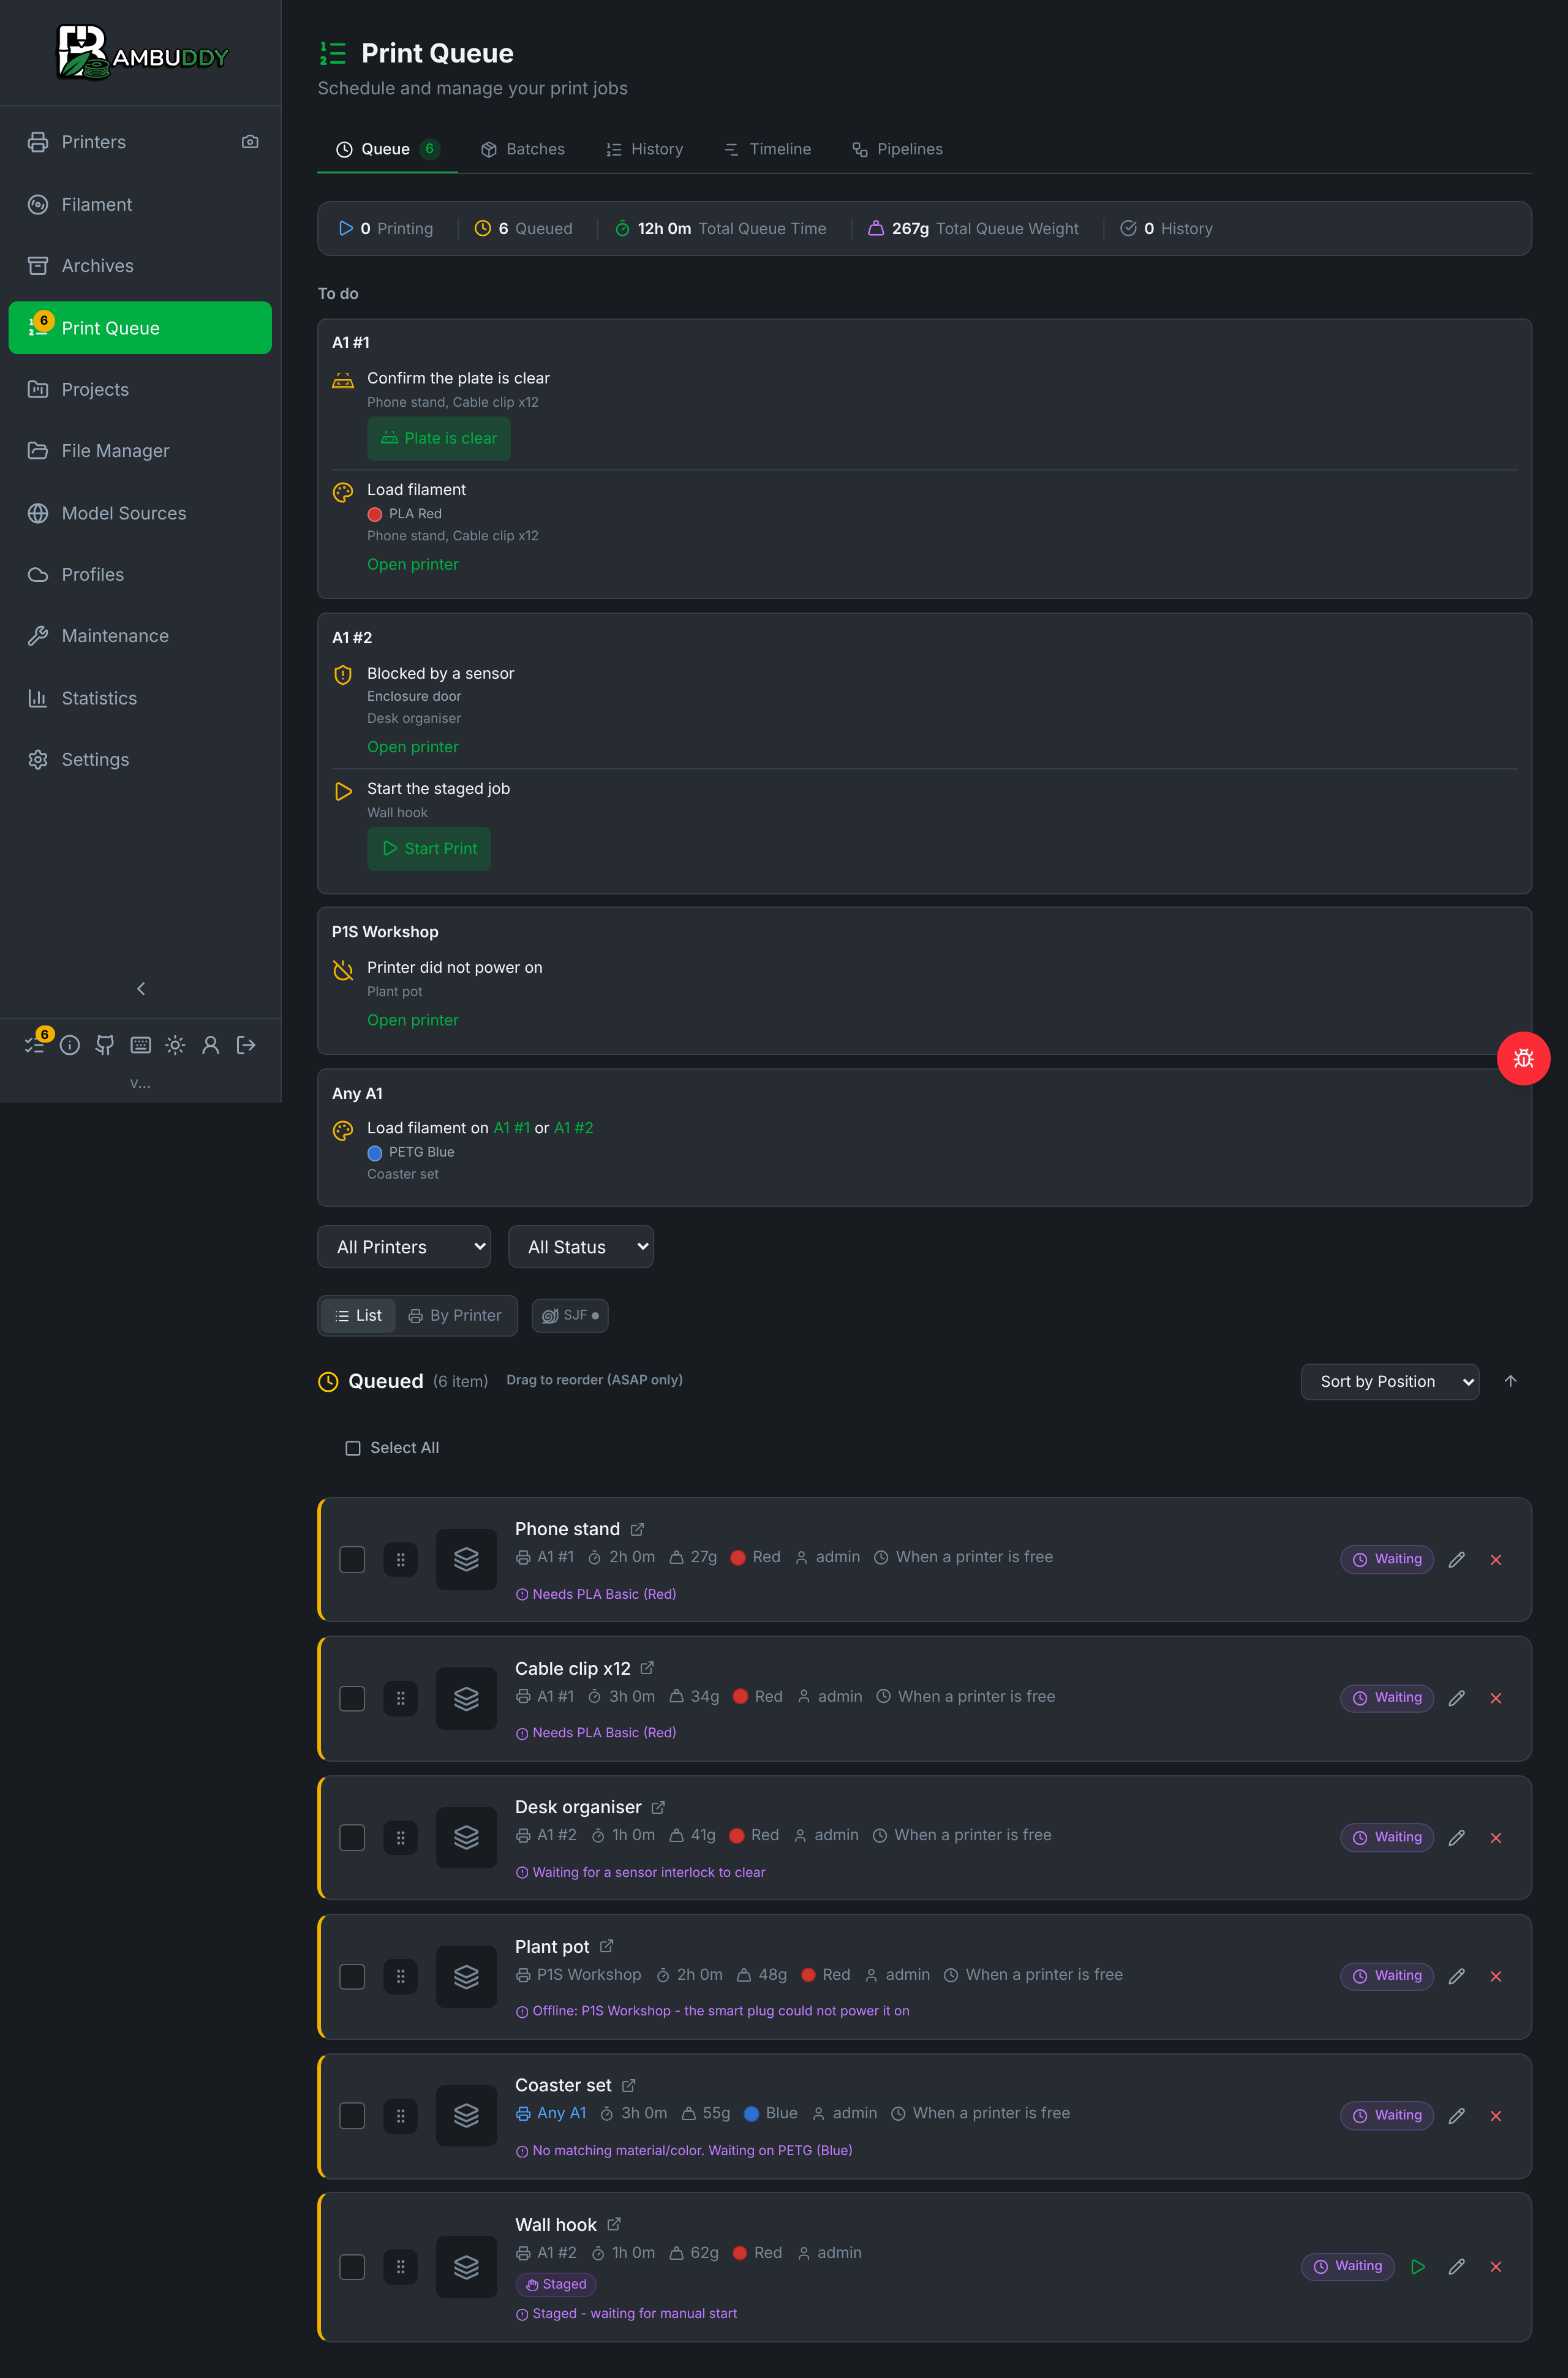 BAMBUDDY
Printers
Filament
Archives
6
Print Queue
Projects
File Manager
Model Sources
Profiles
Maintenance
Statistics
Settings
6
v...
Print Queue
Schedule and manage your print jobs
Queue 6 Batches History Timeline Pipelines
0 Printing 6 Queued 12h 0m Total Queue Time 267g Total Queue Weight 0 History
To do
A1 #1
Confirm the plate is clear
Phone stand, Cable clip x12
Plate is clear
Load filament
PLA Red
Phone stand, Cable clip x12
Open printer
A1 #2
Blocked by a sensor
Enclosure door
Desk organiser
Open printer
Start the staged job
Wall hook
Start Print
P1S Workshop
Printer did not power on
Plant pot
Open printer
Any A1
Load filament on A1 #1 or A1 #2
PETG Blue
Coaster set
All Printers All Status
List By Printer SJF
Queued (6 item) Drag to reorder (ASAP only) Sort by Position
Select All
Phone stand
A1 #1 2h 0m 27g Red admin When a printer is free Waiting
Needs PLA Basic (Red)
Cable clip x12
A1 #1 3h 0m 34g Red admin When a printer is free Waiting
Needs PLA Basic (Red)
Desk organiser
A1 #2 1h 0m 41g Red admin When a printer is free Waiting
Waiting for a sensor interlock to clear
Plant pot
P1S Workshop 2h 0m 48g Red admin When a printer is free Waiting
Offline: P1S Workshop - the smart plug could not power it on
Coaster set
Any A1 3h 0m 55g Blue admin When a printer is free Waiting
No matching material/color. Waiting on PETG (Blue)
Wall hook
A1 #2 1h 0m 62g Red admin Waiting
Staged
Staged - waiting for manual start